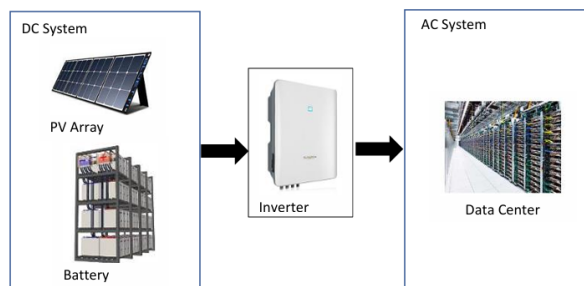 DC System
PV Array
Battery
Inverter
AC System
Data Center